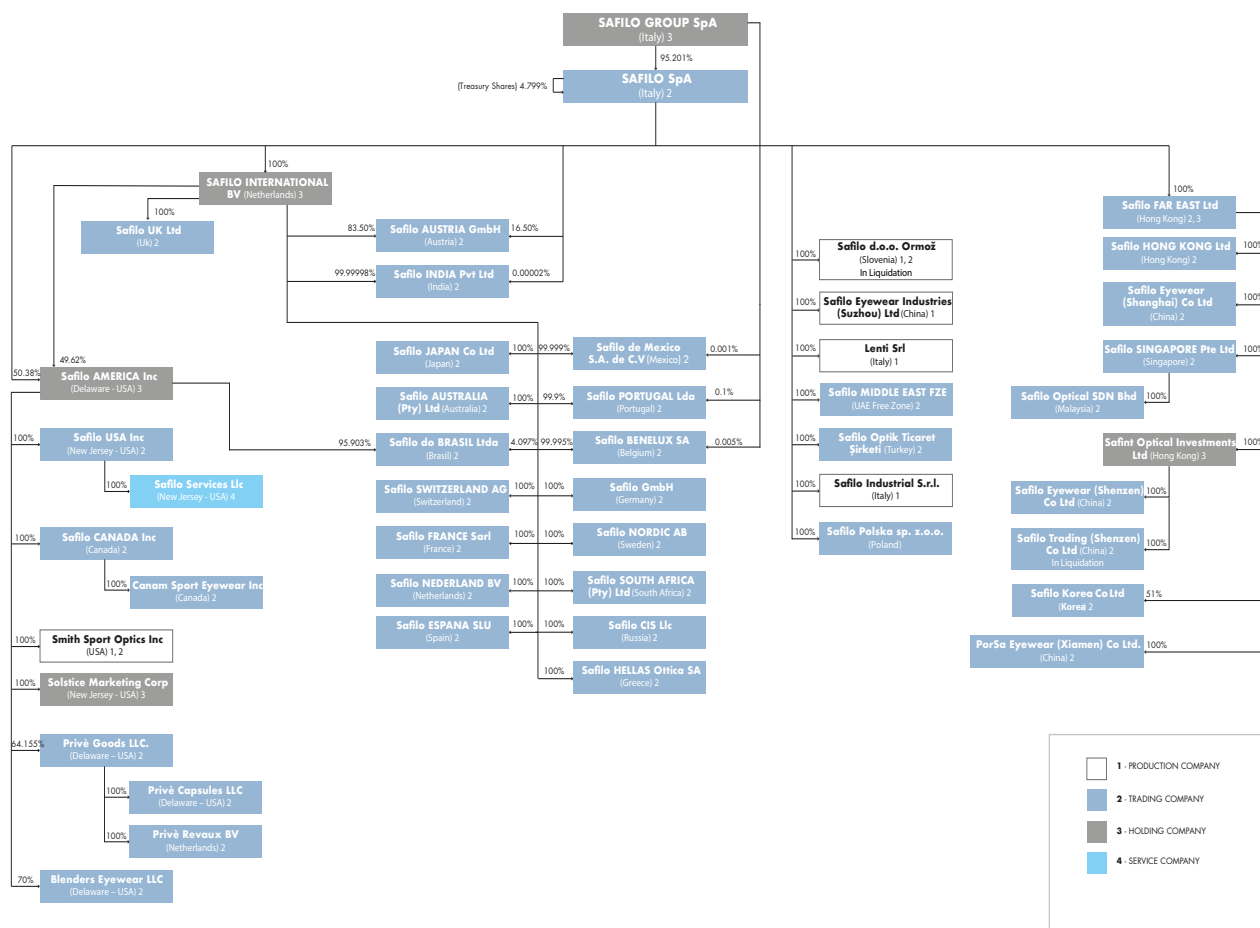 SAFILO GROUP SpA
(Italy) 3
95.201%
SAFILO SpA
(Italy) 2
(Treasury Shares) 4.799%
100%
SAFILO INTERNATIONAL
BV (Netherlands) 3
100%
Safilo UK Ltd
(Uk) 2
83.50%
Safilo AUSTRIA GmbH
(Austria) 2
16.50%
99.99998%
Safilo INDIA Pvt Ltd
(India) 2
0.00002%
49.62%
50.38%
Safilo AMERICA Inc
(Delaware - USA) 3
100%
Safilo USA Inc
(New Jersey - USA) 2
100%
Safilo Services Llc
(New Jersey - USA) 4
100%
Safilo CANADA Inc
(Canada) 2
100%
Canam Sport Eyewear Inc
(Canada) 2
100%
Smith Sport Optics Inc
(USA) 1, 2
100%
Solstice Marketing Corp
(New Jersey - USA) 3
64.155%
Privè Goods LLC.
(Delaware – USA) 2
100%
Privè Capsules LLC
(Delaware – USA) 2
100%
Privè Revaux BV
(Netherlands) 2
70%
Blenders Eyewear LLC
(Delaware – USA) 2
Safilo JAPAN Co Ltd
(Japan) 2
100%
99.999%
Safilo de Mexico
S.A. de C.V (Mexico) 2
0.001%
Safilo AUSTRALIA
(Pty) Ltd (Australia) 2
100%
99.9%
Safilo PORTUGAL Lda
(Portugal) 2
0.1%
95.903%
Safilo do BRASIL Ltda
(Brasil) 2
4.097%
99.995%
Safilo BENELUX SA
(Belgium) 2
0.005%
Safilo SWITZERLAND AG
(Switzerland) 2
100%
100%
Safilo GmbH
(Germany) 2
Safilo FRANCE Sarl
(France) 2
100%
100%
Safilo NORDIC AB
(Sweden) 2
Safilo NEDERLAND BV
(Netherlands) 2
100%
100%
Safilo SOUTH AFRICA
(Pty) Ltd (South Africa) 2
Safilo ESPANA SLU
(Spain) 2
100%
100%
Safilo CIS Llc
(Russia) 2
100%
Safilo HELLAS Ottica SA
(Greece) 2
100%
Safilo d.o.o. Ormož
(Slovenia) 1, 2
In Liquidation
100%
Safilo Eyewear Industries
(Suzhou) Ltd (China) 1
100%
Lenti Srl
(Italy) 1
100%
Safilo MIDDLE EAST FZE
(UAE Free Zone) 2
100%
Safilo Optik Ticaret
Şirketi (Turkey) 2
100%
Safilo Industrial S.r.l.
(Italy) 1
100%
Safilo Polska sp. z.o.o.
(Poland)
100%
Safilo FAR EAST Ltd
(Hong Kong) 2, 3
Safilo HONG KONG Ltd
(Hong Kong) 2
100%
Safilo Eyewear
(Shanghai) Co Ltd
(China) 2
100%
Safilo SINGAPORE Pte Ltd
(Singapore) 2
100%
Safilo Optical SDN Bhd
(Malaysia) 2
100%
Safint Optical Investments
Ltd (Hong Kong) 3
100%
Safilo Eyewear (Shenzen)
Co Ltd (China) 2
100%
Safilo Trading (Shenzen)
Co Ltd (China) 2
In Liquidation
100%
Safilo Korea Co Ltd
(Korea) 2
51%
PorSa Eyewear (Xiamen) Co Ltd.
(China) 2
100%
1 - PRODUCTION COMPANY
2 - TRADING COMPANY
3 - HOLDING COMPANY
4 - SERVICE COMPANY